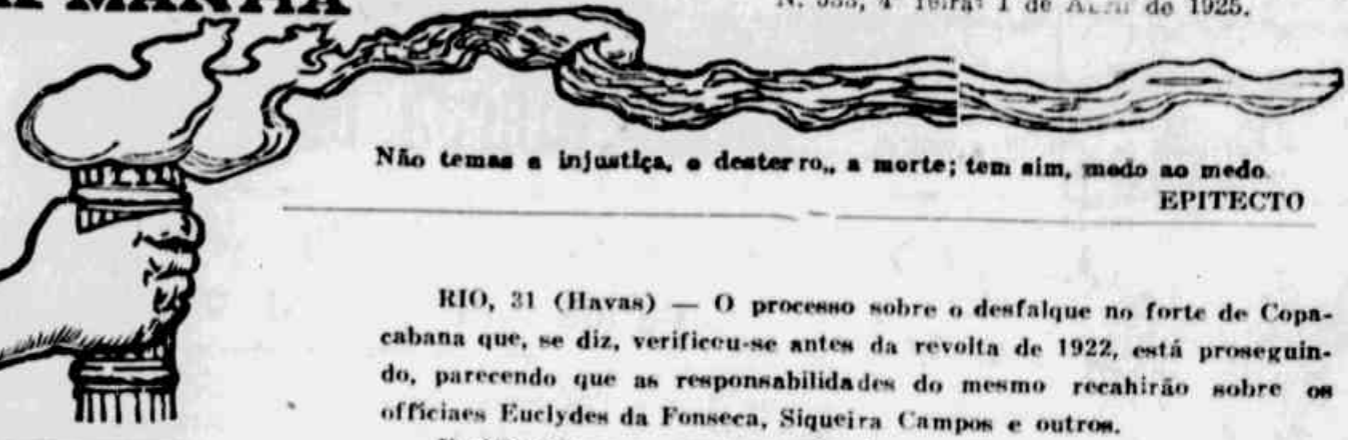 MANHÃ
N. 4ª feira 1 de Abril de 1925.
Não temas a injustiça, o desterro,, a morte; tem sim, medo ao medo.
EPITECTO
RIO, 31 (Havas) — O processo sobre o desfalque no forte de Copa-
cabana que, se diz, verificou-se antes da revolta de 1922, está proseguin-
do, parecendo que as responsabilidades do mesmo recahirão sobre os
officiaes Euclydes da Fonseca, Siqueira Campos e outros.